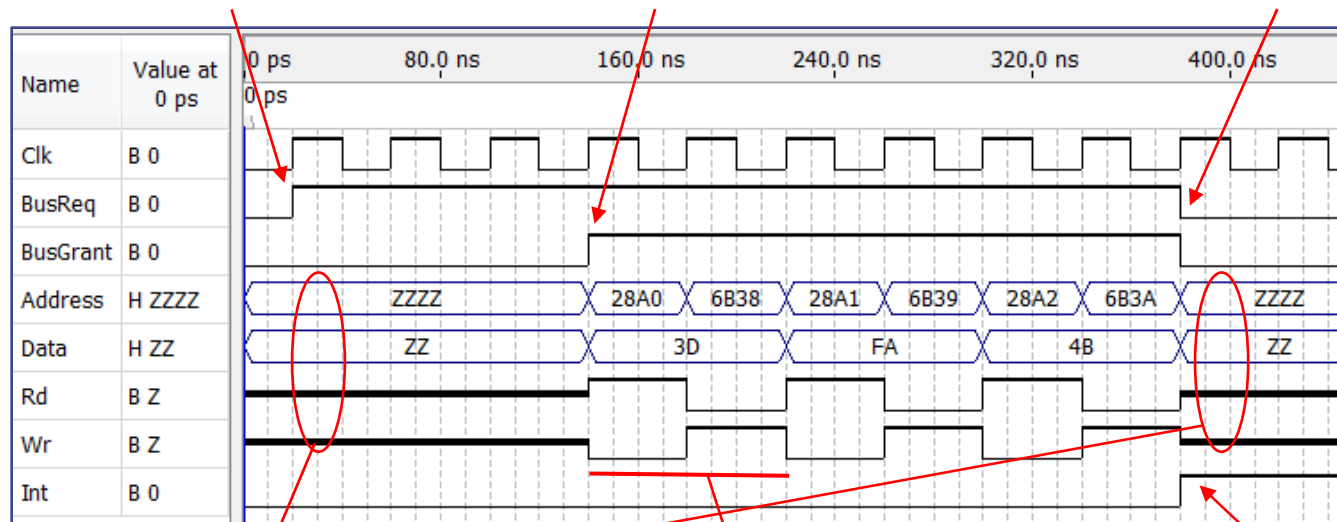 Name Value at 0 ps 0 ps 80.0 ns 160.0 ns 240.0 ns 320.0 ns 400.0 ns
0 ps
Clk B 0
BusReq B 0
BusGrant B 0
Address H ZZZZ ZZZZ 28A0 6B38 28A1 6B39 28A2 6B3A ZZZZ
Data H ZZ ZZ 3D FA 4B ZZ
Rd B Z
Wr B Z
Int B 0